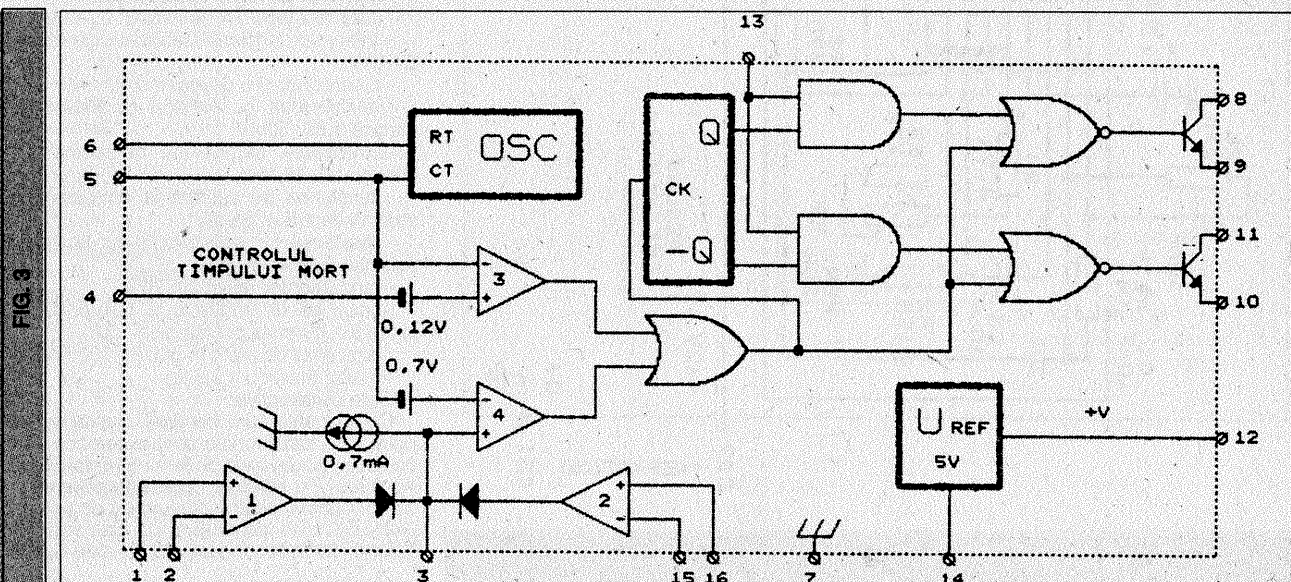 FIG. 3
13
6
RT
OSC
5
CT
Q
CK
-Q
8
9
11
10
CONTROLUL
TIMPULUI MORT
4
-
3
+
0,12V
0,7V
-
4
+
0,7mA
U REF
5V
+V
12
+
1
-
+
2
-
1 2
3
15 16
7
14